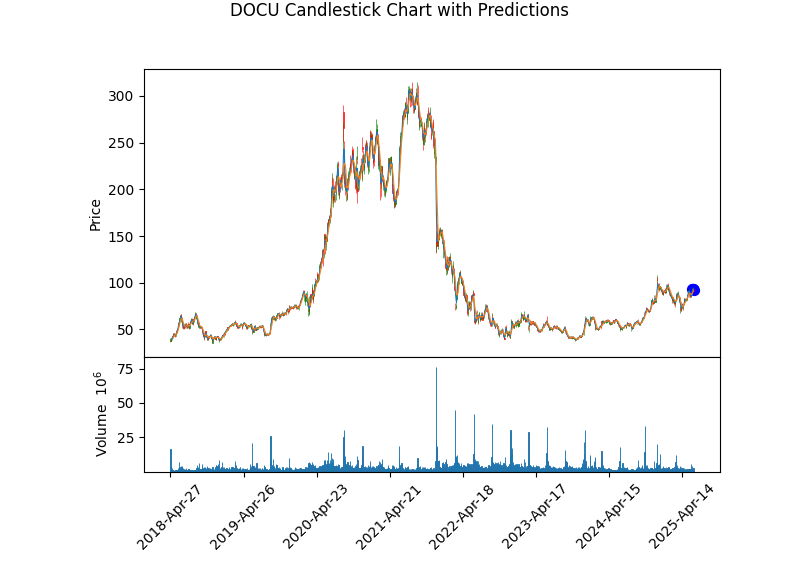 DOCU Candlestick Chart with Predictions
300
250
200
150
100
50
Price
75
50
25
Volume 10^6
2018-Apr-27
2019-Apr-26
2020-Apr-23
2021-Apr-21
2022-Apr-18
2023-Apr-17
2024-Apr-15
2025-Apr-14